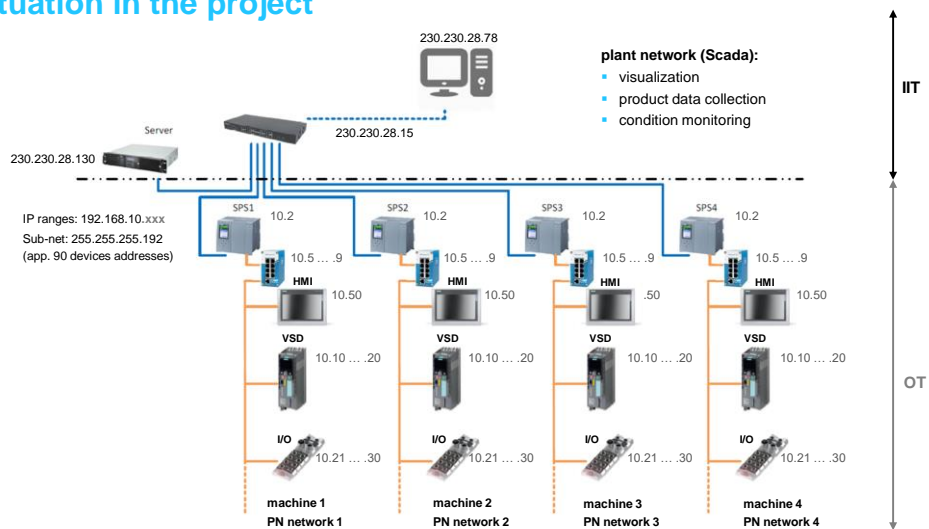 tuation in the project
230.230.28.78
plant network (Scada):
▪ visualization
▪ product data collection
▪ condition monitoring
IIT
230.230.28.15
Server
230.230.28.130
IP ranges: 192.168.10.xxx
Sub-net: 255.255.255.192
(app. 90 devices addresses)
SPS1 10.2 SPS2 10.2 SPS3 10.2 SPS4 10.2
10.5 ... .9 10.5 ... .9 10.5 ... .9 10.5 ... .9
HMI HMI HMI HMI
10.50 10.50 .50 10.50
VSD VSD VSD VSD
10.10 ... .20 10.10 ... .20 10.10 ... .20 10.10 ... .20
OT
I/O I/O I/O I/O
10.21 ... .30 10.21 ... .30 10.21 ... .30 10.21 ... .30
machine 1 machine 2 machine 3 machine 4
PN network 1 PN network 2 PN network 3 PN network 4